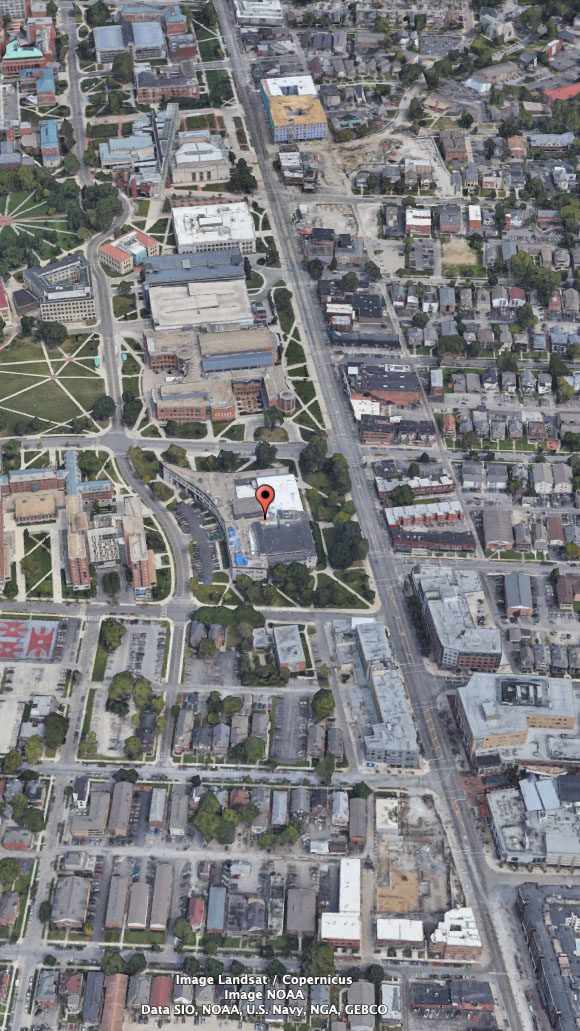 Image Landsat / Copernicus
Image NOAA
Data SIO, NOAA, U.S. Navy, NGA, GEBCO